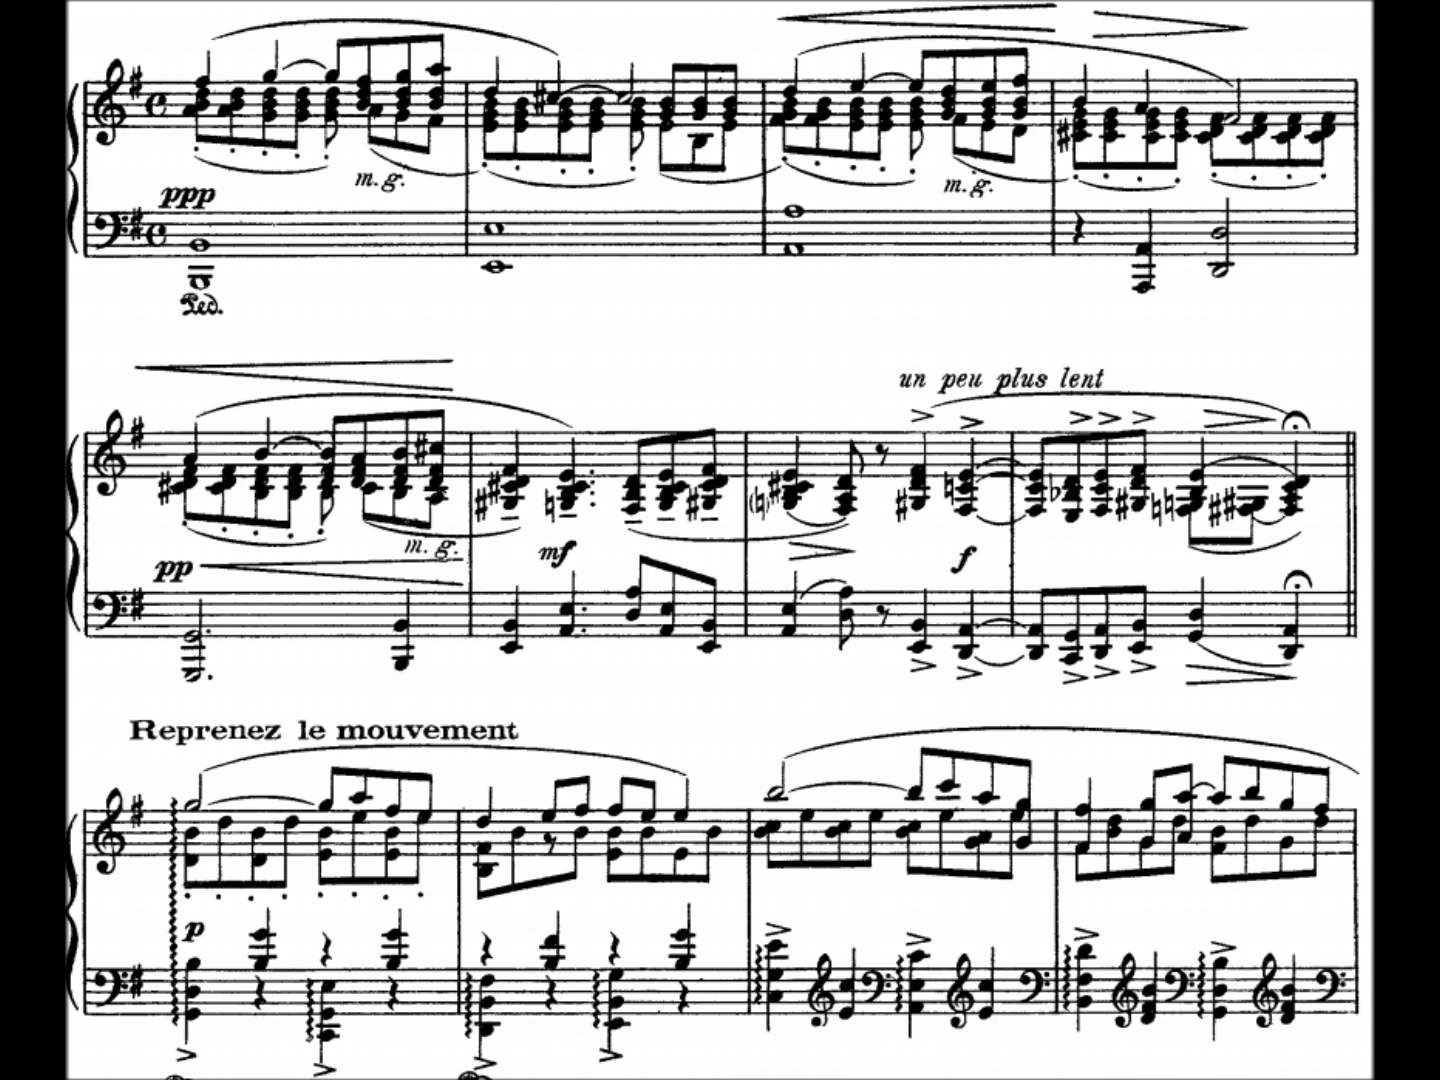 m.g.
m.g.
ppp
Ped.
un peu plus lent
m.g.
pp
mf
f
Reprenez le mouvement
p